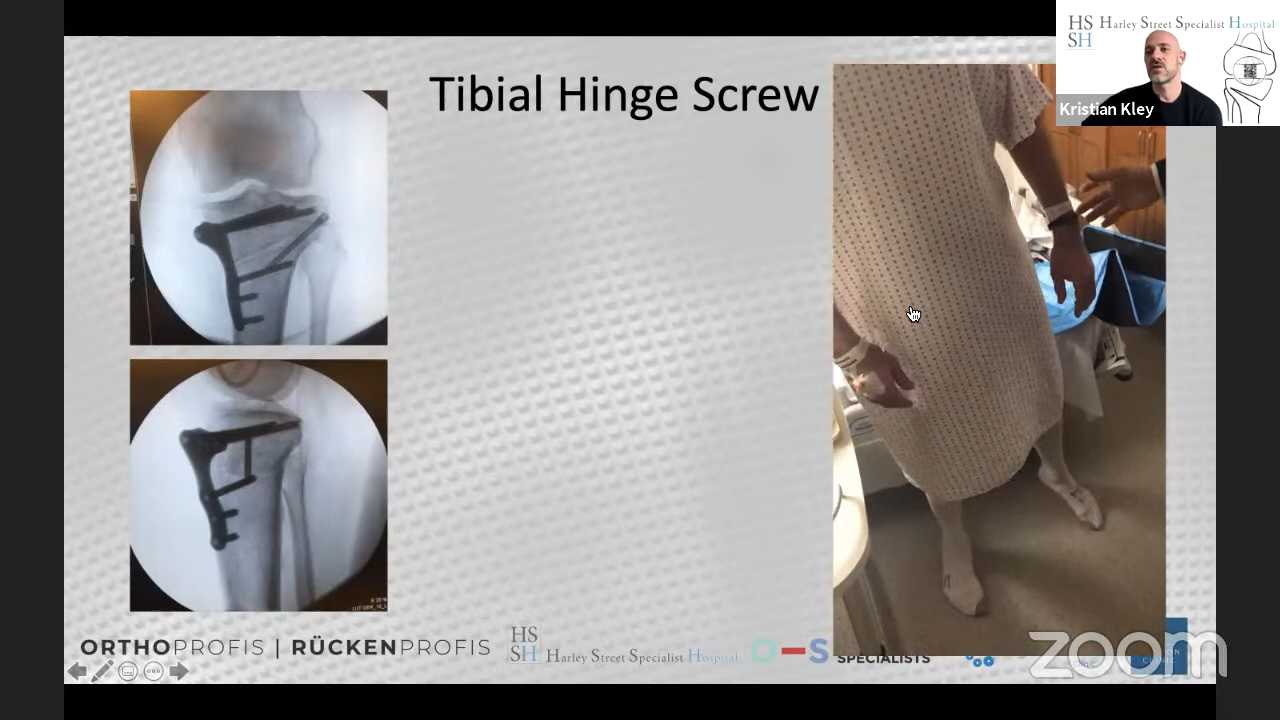 HS Harley Street Specialist Hospital
SH
Kristian Kley
Tibial Hinge Screw
ORTHOPROFIS | RÜCKENPROFIS
HS
SH Harley Street Specialist Hospital
O S
SPECIALISTS
CLINIC
zoom